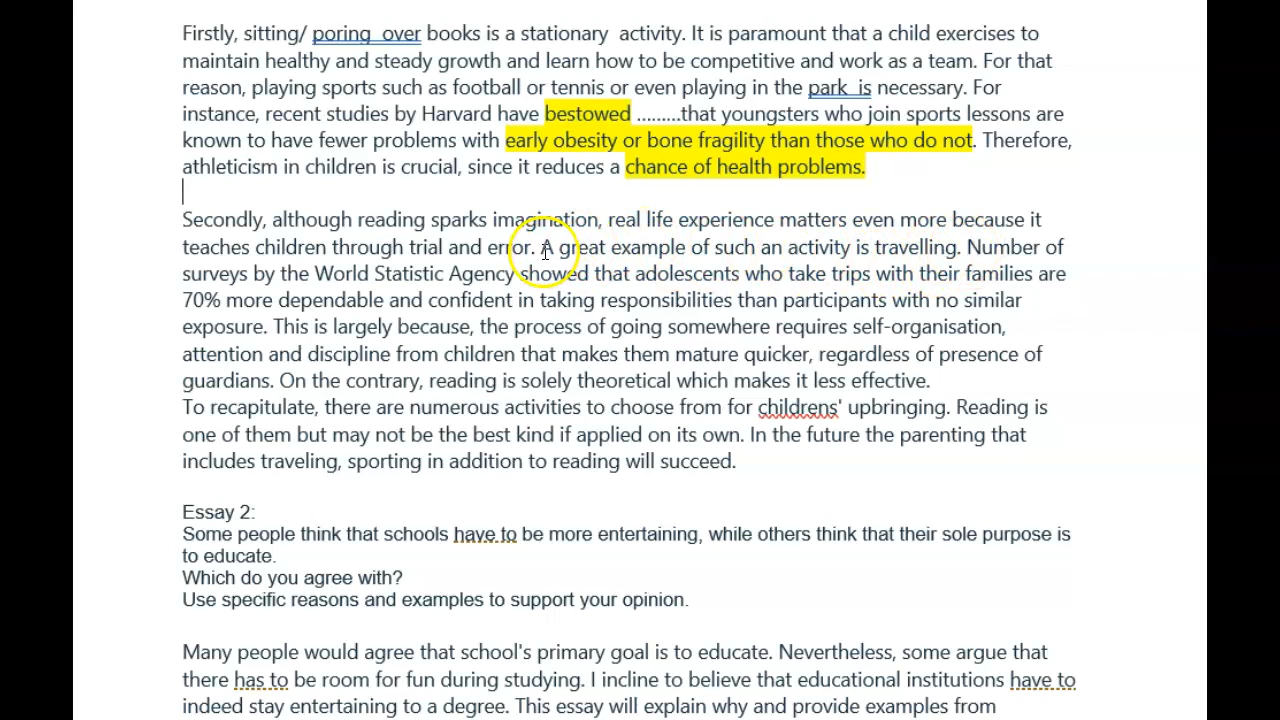 Firstly, sitting/ poring  over books is a stationary  activity. It is paramount that a child exercises to
maintain healthy and steady growth and learn how to be competitive and work as a team. For that
reason, playing sports such as football or tennis or even playing in the park  is necessary. For
instance, recent studies by Harvard have bestowed .........that youngsters who join sports lessons are
known to have fewer problems with early obesity or bone fragility than those who do not. Therefore,
athleticism in children is crucial, since it reduces a chance of health problems.
Secondly, although reading sparks imagination, real life experience matters even more because it
teaches children through trial and error. A great example of such an activity is travelling. Number of
surveys by the World Statistic Agency showed that adolescents who take trips with their families are
70% more dependable and confident in taking responsibilities than participants with no similar
exposure. This is largely because, the process of going somewhere requires self-organisation,
attention and discipline from children that makes them mature quicker, regardless of presence of
guardians. On the contrary, reading is solely theoretical which makes it less effective.
To recapitulate, there are numerous activities to choose from for childrens' upbringing. Reading is
one of them but may not be the best kind if applied on its own. In the future the parenting that
includes traveling, sporting in addition to reading will succeed.
Essay 2:
Some people think that schools have to be more entertaining, while others think that their sole purpose is
to educate.
Which do you agree with?
Use specific reasons and examples to support your opinion.
Many people would agree that school's primary goal is to educate. Nevertheless, some argue that
there has to be room for fun during studying. I incline to believe that educational institutions have to
indeed stay entertaining to a degree. This essay will explain why and provide examples from